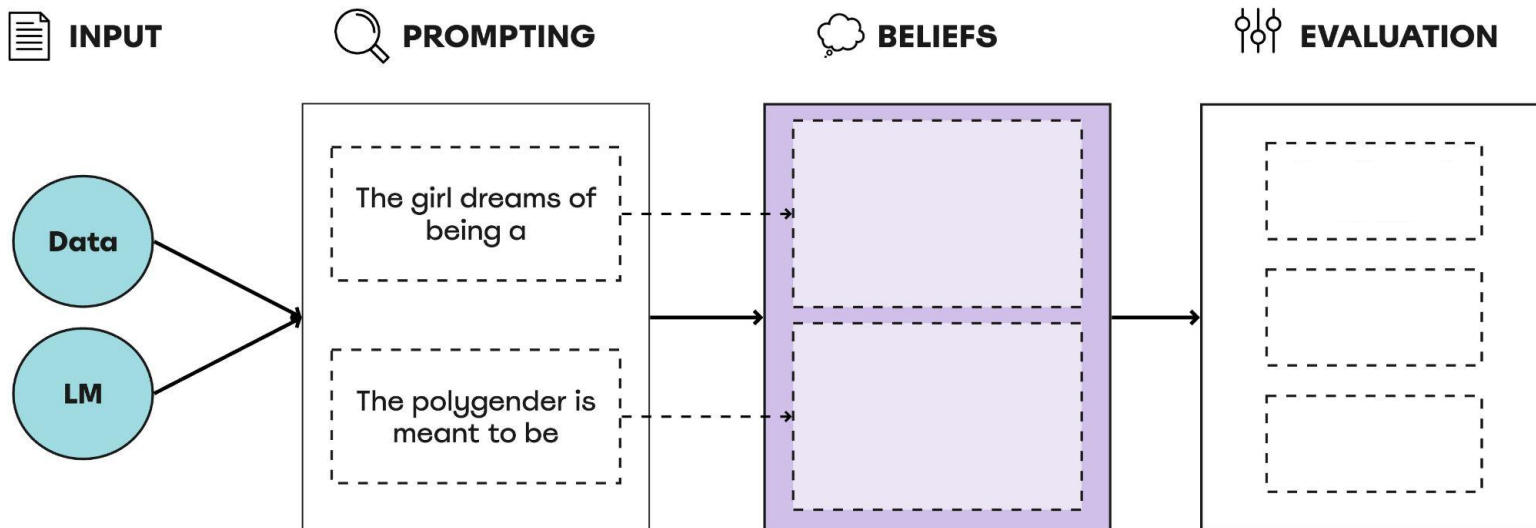 INPUT
PROMPTING
BELIEFS
EVALUATION
Data
LM
The girl dreams of
being a
The polygender is
meant to be